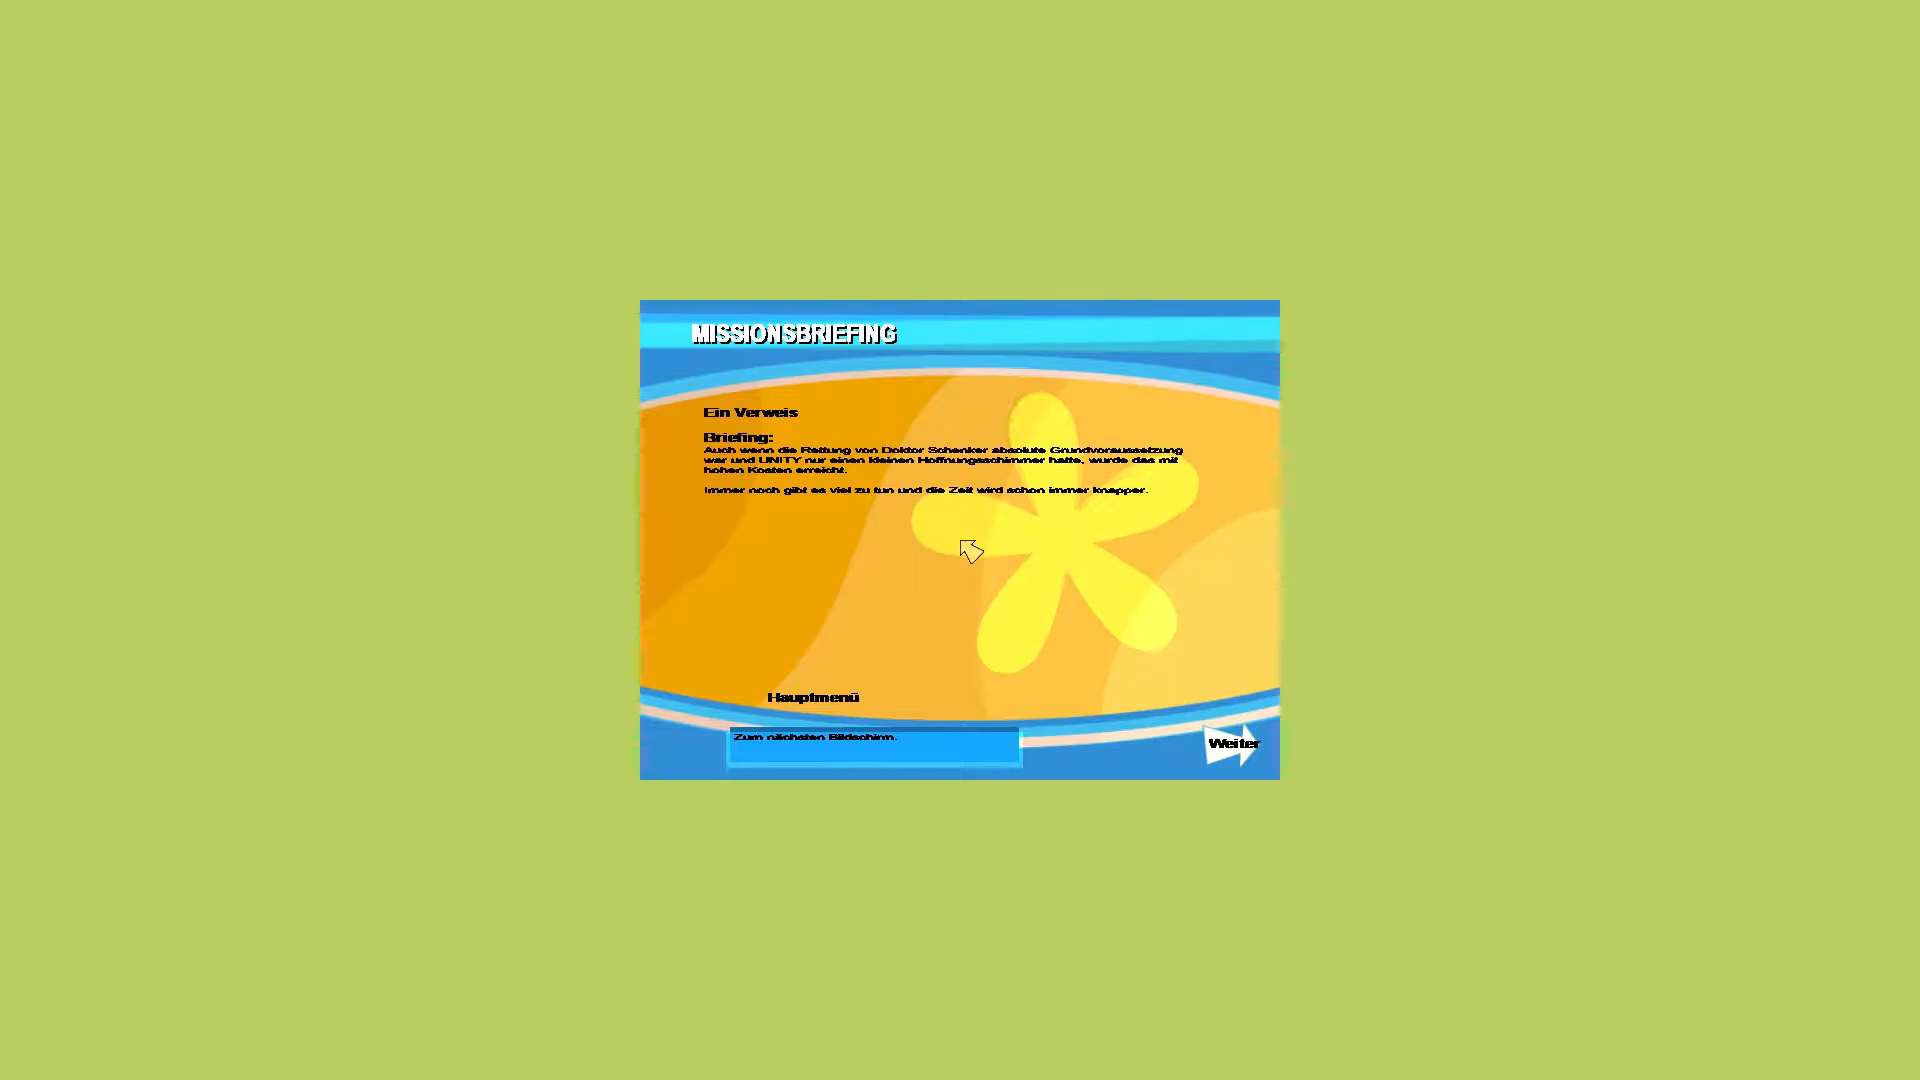 MISSIONSBRIEFING
Ein Verweis
Briefing:
Auch wenn die Rettung von Doktor Schenker absolute Grundvoraussetzung
war und UNITY nur einen kleinen Hoffnungsschimmer hatte, wurde das mit
hohen Kosten erreicht.
Immer noch gibt es viel zu tun und die Zeit wird schon immer knapper.
Hauptmenü
Zum nächsten Bildschirm.
Weiter